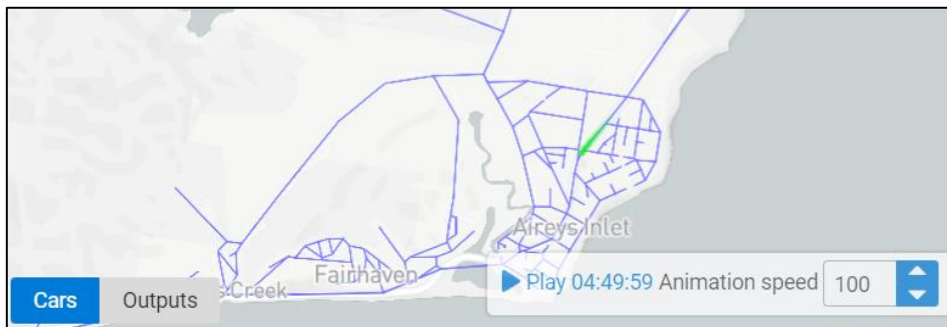 Aireys Inlet
Fairhaven
s Creek
Play 04:49:59 Animation speed 100
Cars Outputs